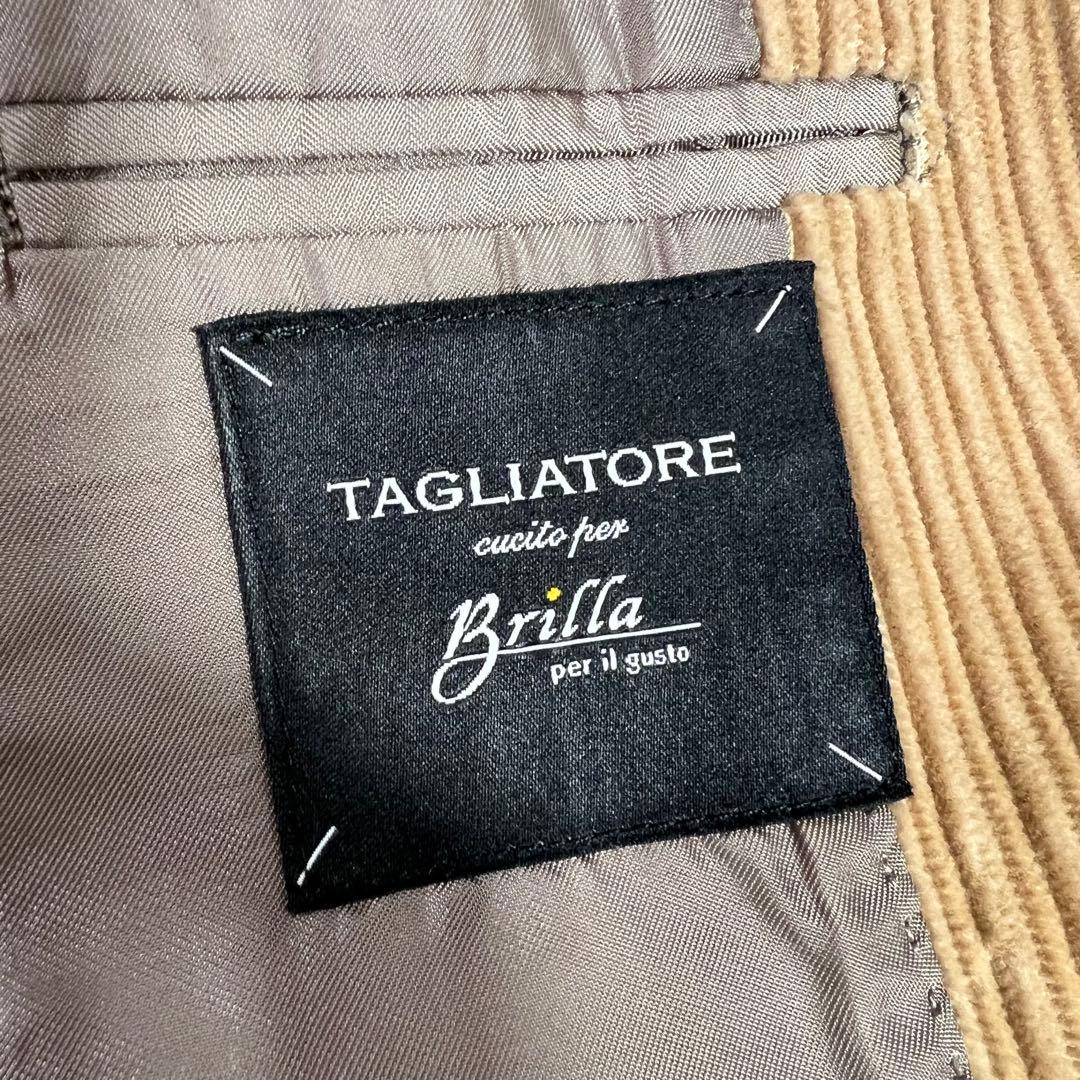 TAGLIATORE
cucito per
Brilla
per il gusto